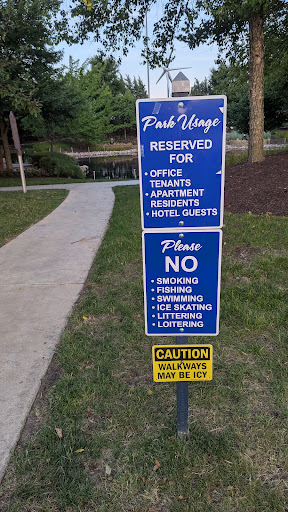 Park Usage
RESERVED
FOR
• OFFICE
TENANTS
• APARTMENT
RESIDENTS
• HOTEL GUESTS
Please
NO
• SMOKING
• FISHING
• SWIMMING
• ICE SKATING
• LITTERING
• LOITERING
CAUTION
WALKWAYS
MAY BE ICY